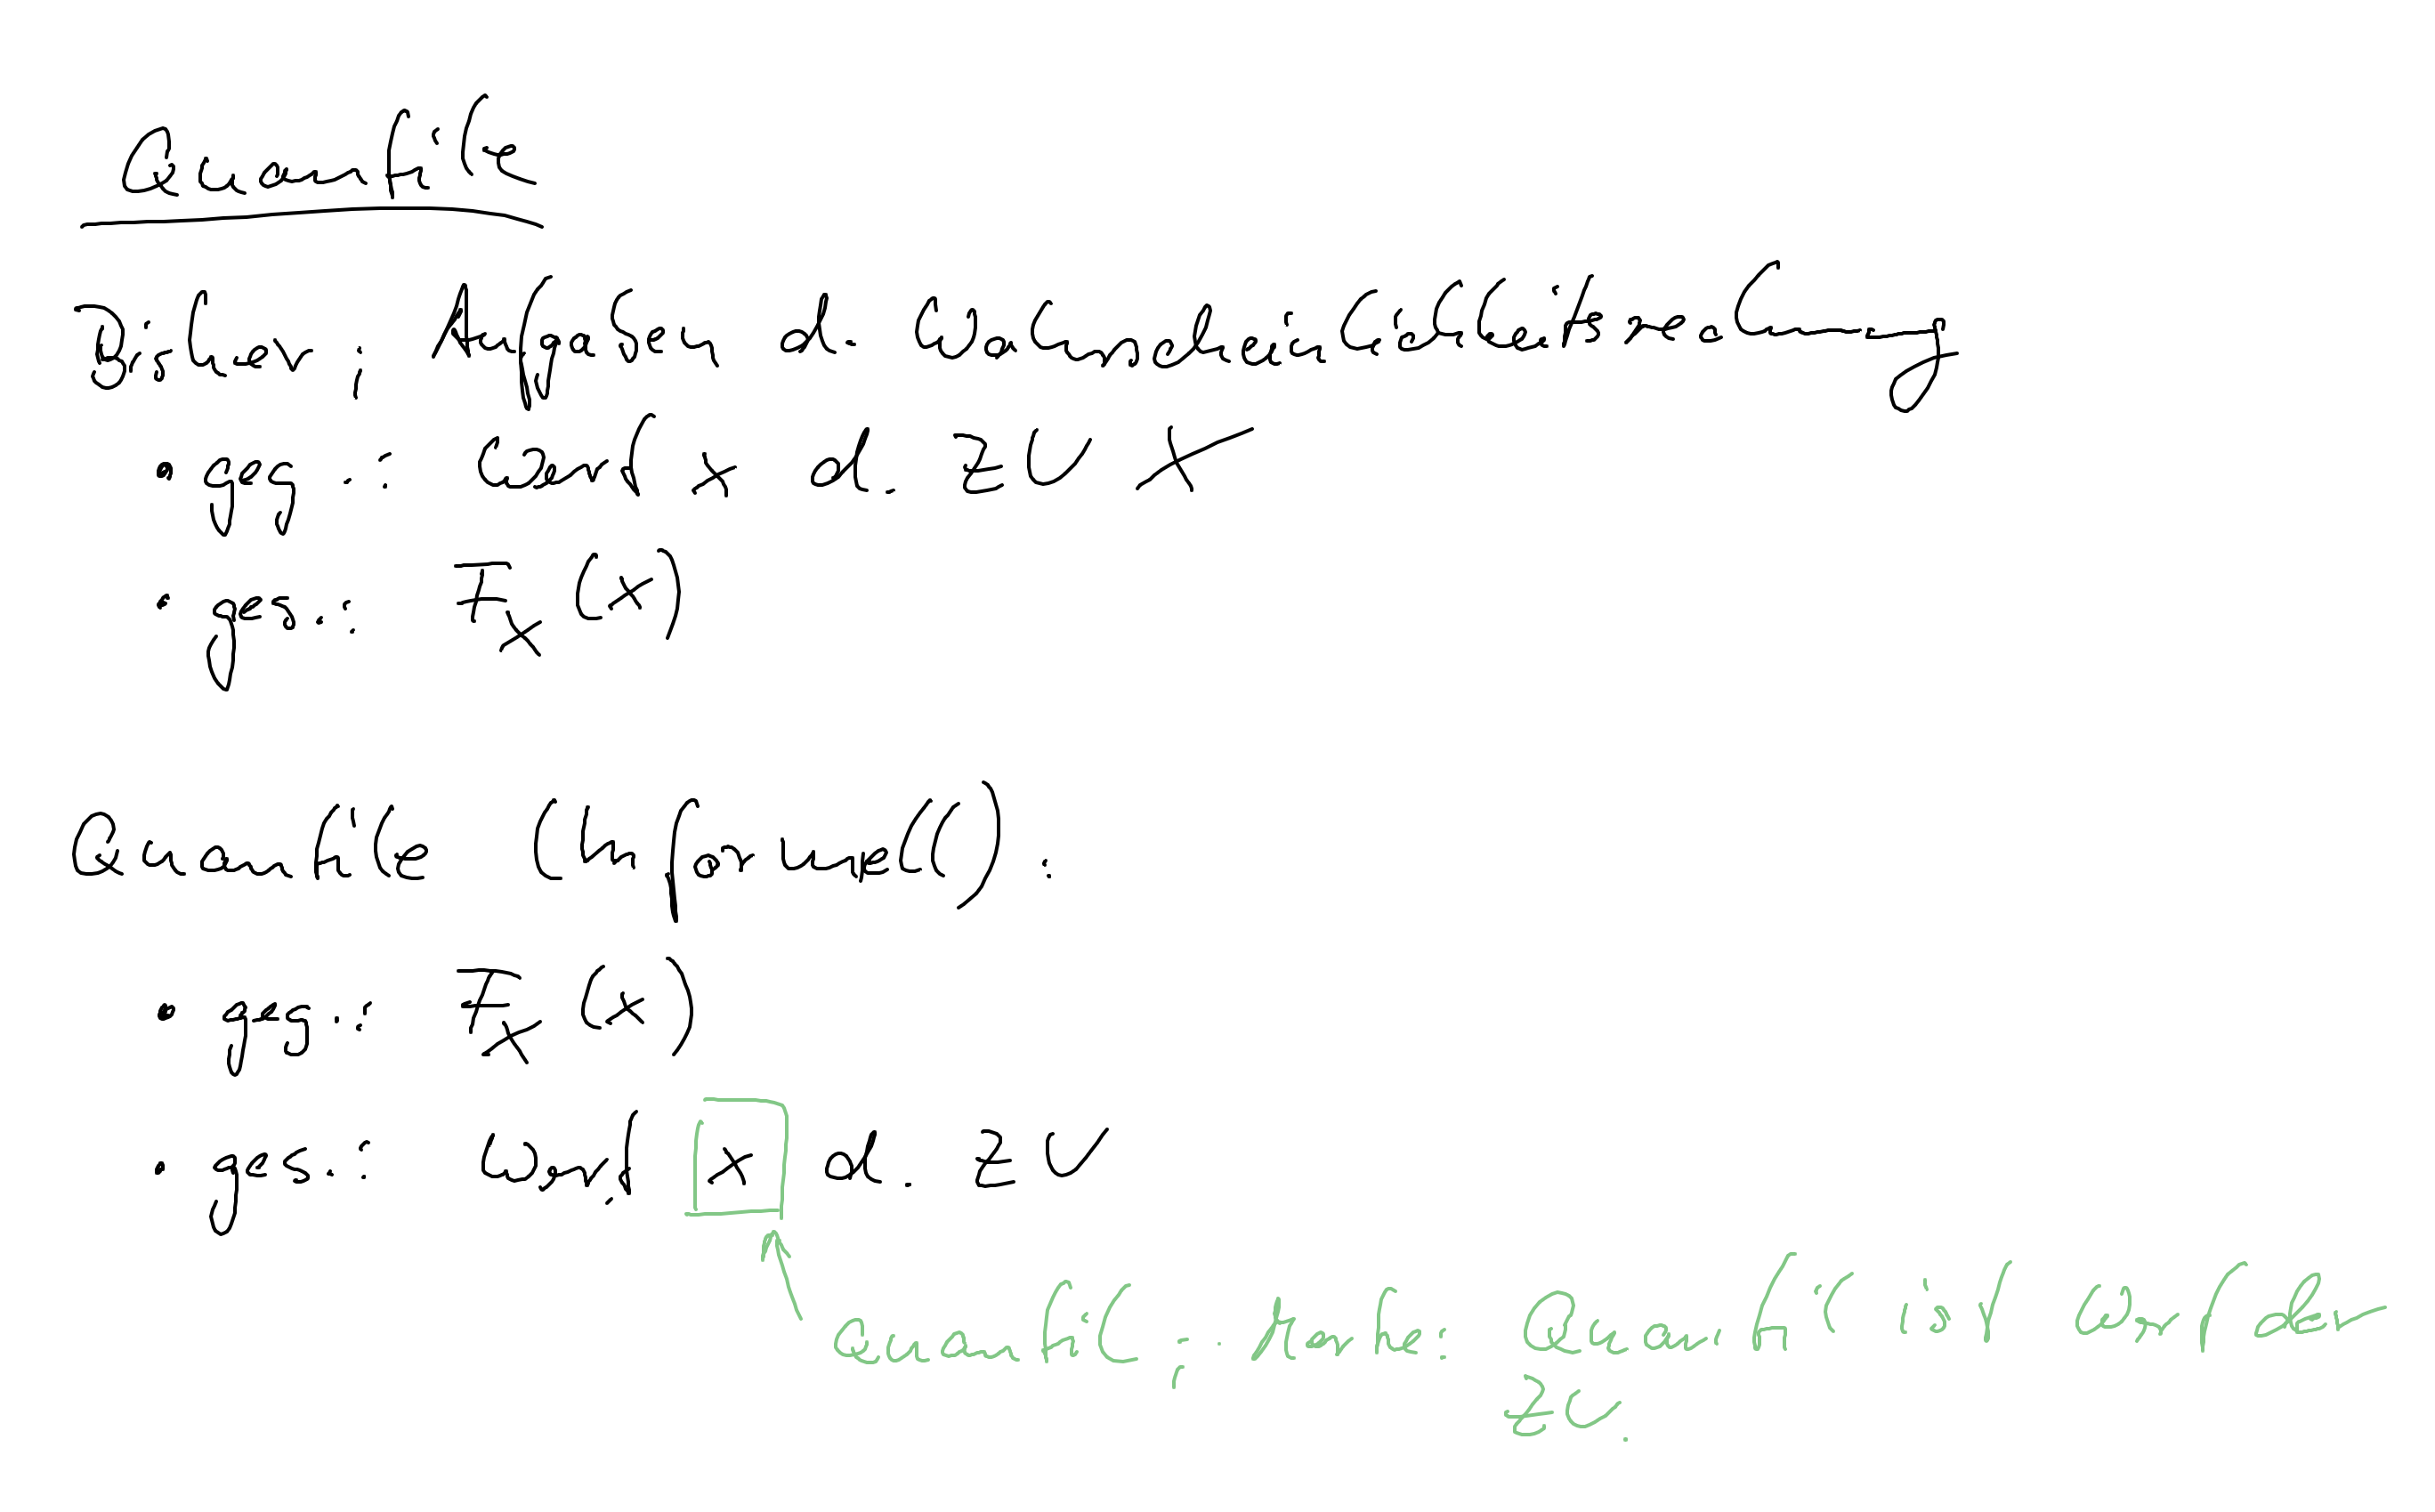 Quantile
Bisher: Aufgaben d. Wahrscheinlichkeitsrechnung
• geg.: Wert x d. ZV X
• ges.: F_X (x)
Quantile (informell):
• geg.: F_X (x)
• ges.: Wert x d. ZV
Quantil; . Also: Quantil ist Wert der
ZV.